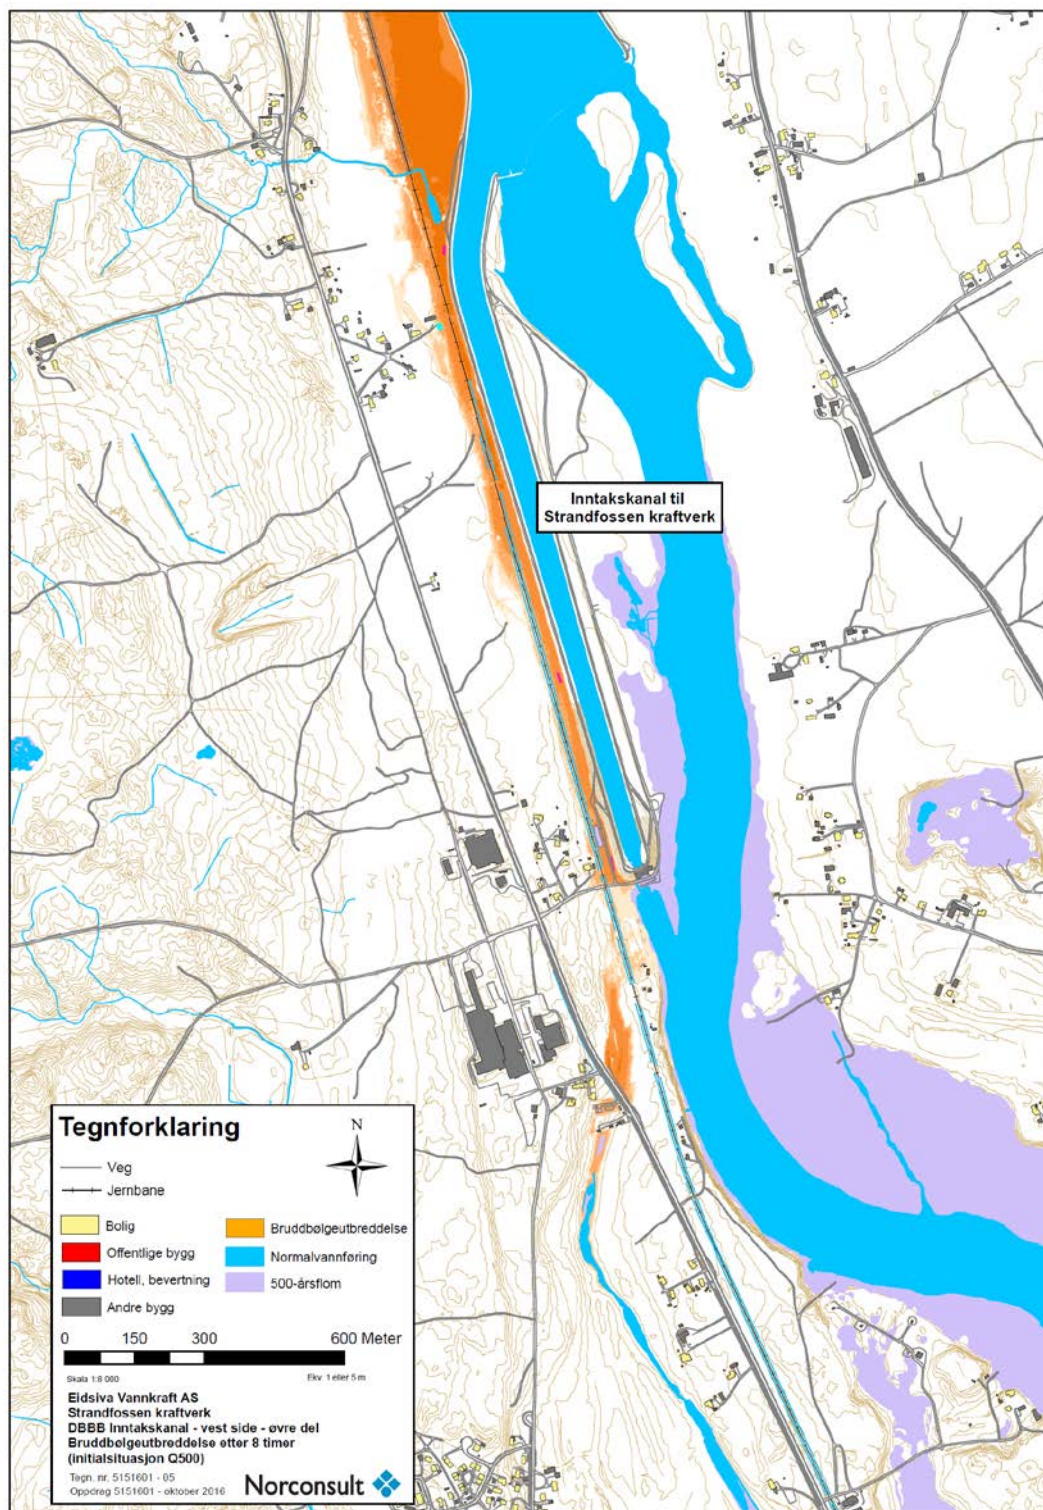 Inntakskanal til
Strandfossen kraftverk
Tegnforklaring
N
Veg
Jernbane
Bolig
Offentlige bygg
Hotell, bevertning
Andre bygg
Bruddbølgeutbreddelse
Normalvannføring
500-årsflom
0 150 300 600 Meter
Skala 1:8 000 Ekv. 1 eller 5 m
Eidsiva Vannkraft AS
Strandfossen kraftverk
DBBB Inntakskanal - vest side - øvre del
Bruddbølgeutbreddelse etter 8 timer
(initialsituasjon Q500)
Tegn. nr. 5151601 - 05
Oppdrag 5151601 - oktober 2016
Norconsult